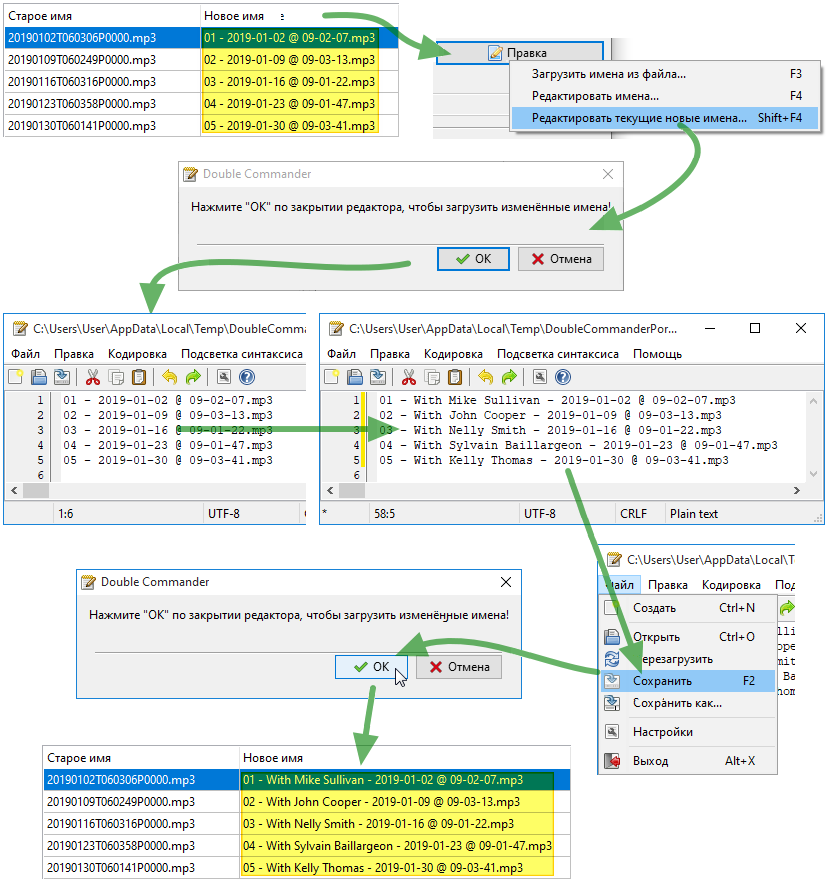 Старое имя Новое имя
20190102T060306P0000.mp3 01 - 2019-01-02 @ 09-02-07.mp3
20190109T060249P0000.mp3 02 - 2019-01-09 @ 09-03-13.mp3
20190116T060316P0000.mp3 03 - 2019-01-16 @ 09-01-22.mp3
20190123T060358P0000.mp3 04 - 2019-01-23 @ 09-01-47.mp3
20190130T060141P0000.mp3 05 - 2019-01-30 @ 09-03-41.mp3
Правка
Загрузить имена из файла... F3
Редактировать имена... F4
Редактировать текущие новые имена... Shift+F4
Double Commander
Нажмите "OK" по закрытии редактора, чтобы загрузить изменённые имена!
OK Отмена
C:\Users\User\AppData\Local\Temp\DoubleComma
Файл Правка Кодировка Подсветка синтаксиса
1 01 - 2019-01-02 @ 09-02-07.mp3
2 02 - 2019-01-09 @ 09-03-13.mp3
3 03 - 2019-01-16 @ 09-01-22.mp3
4 04 - 2019-01-23 @ 09-01-47.mp3
5 05 - 2019-01-30 @ 09-03-41.mp3
6
1:6 UTF-8
C:\Users\User\AppData\Local\Temp\DoubleCommanderPor...
Файл Правка Кодировка Подсветка синтаксиса Помощь
1 01 - With Mike Sullivan - 2019-01-02 @ 09-02-07.mp3
2 02 - With John Cooper - 2019-01-09 @ 09-03-13.mp3
3 03 - With Nelly Smith - 2019-01-16 @ 09-01-22.mp3
4 04 - With Sylvain Baillargeon - 2019-01-23 @ 09-01-47.mp3
5 05 - With Kelly Thomas - 2019-01-30 @ 09-03-41.mp3
6
* 58:5 UTF-8 CRLF Plain text
C:\Users\User\AppData\Local\
Файл Правка Кодировка Под
Создать Ctrl+N
Открыть Ctrl+O
Перезагрузить
Сохранить F2
Сохранить как...
Настройки
Выход Alt+X
Double Commander
Нажмите "OK" по закрытии редактора, чтобы загрузить изменённые имена!
OK Отмена
Старое имя Новое имя
20190102T060306P0000.mp3 01 - With Mike Sullivan - 2019-01-02 @ 09-02-07.mp3
20190109T060249P0000.mp3 02 - With John Cooper - 2019-01-09 @ 09-03-13.mp3
20190116T060316P0000.mp3 03 - With Nelly Smith - 2019-01-16 @ 09-01-22.mp3
20190123T060358P0000.mp3 04 - With Sylvain Baillargeon - 2019-01-23 @ 09-01-47.mp3
20190130T060141P0000.mp3 05 - With Kelly Thomas - 2019-01-30 @ 09-03-41.mp3